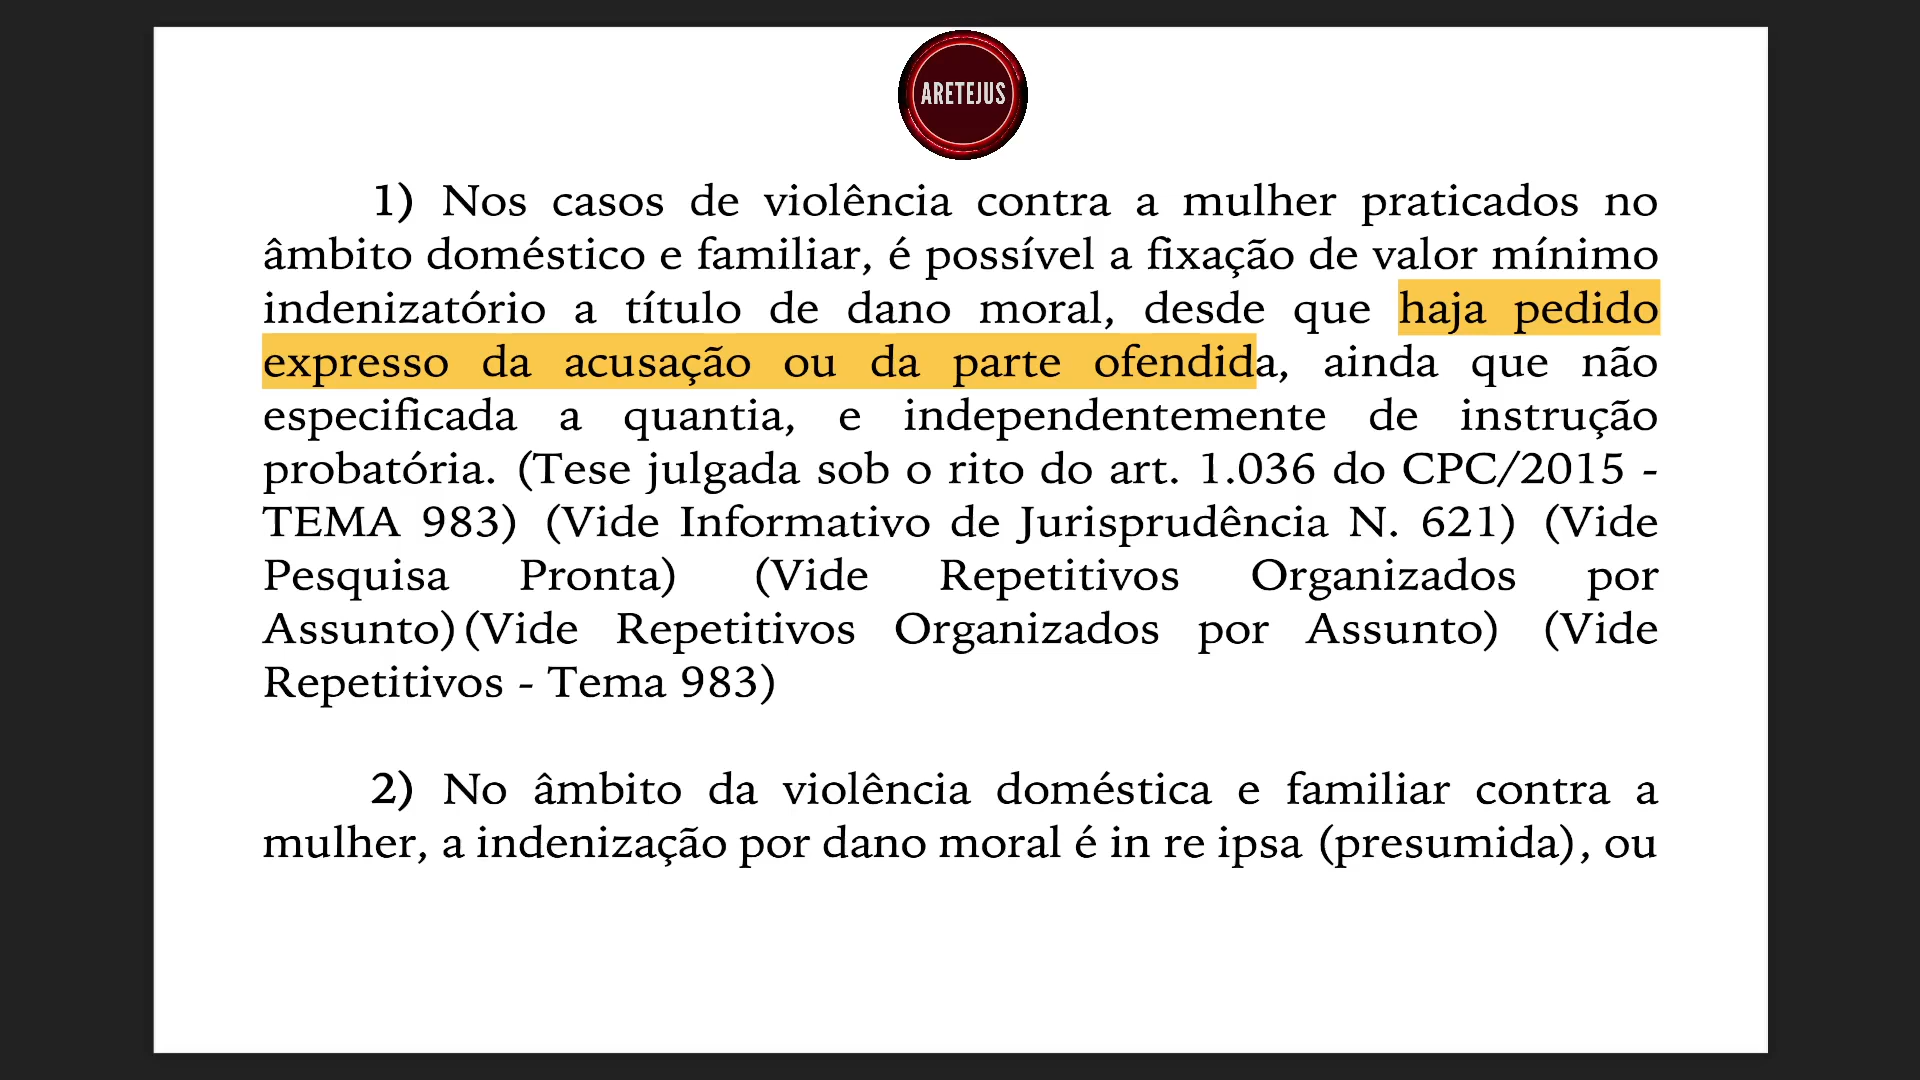 ARETEJUS
1) Nos casos de violência contra a mulher praticados no
âmbito doméstico e familiar, é possível a fixação de valor mínimo
indenizatório a título de dano moral, desde que haja pedido
expresso da acusação ou da parte ofendida, ainda que não
especificada a quantia, e independentemente de instrução
probatória. (Tese julgada sob o rito do art. 1.036 do CPC/2015 -
TEMA 983) (Vide Informativo de Jurisprudência N. 621) (Vide
Pesquisa Pronta) (Vide Repetitivos Organizados por
Assunto)(Vide Repetitivos Organizados por Assunto) (Vide
Repetitivos - Tema 983)
2) No âmbito da violência doméstica e familiar contra a
mulher, a indenização por dano moral é in re ipsa (presumida), ou